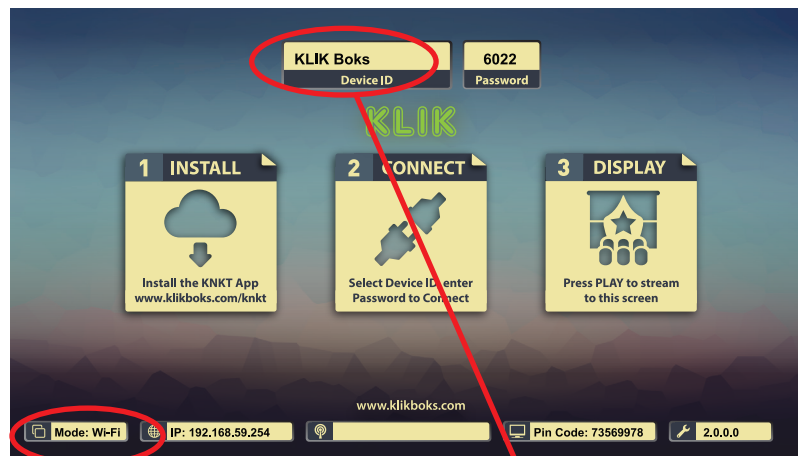 KLIK Boks
Device ID
6022
Password
KLIK
1 INSTALL
Install the KNKT App
www.klikboks.com/knkt
2 CONNECT
Select Device ID, enter
Password to Connect
3 DISPLAY
Press PLAY to stream
to this screen
www.klikboks.com
Mode: Wi-Fi
IP: 192.168.59.254
Pin Code: 73569978
2.0.0.0